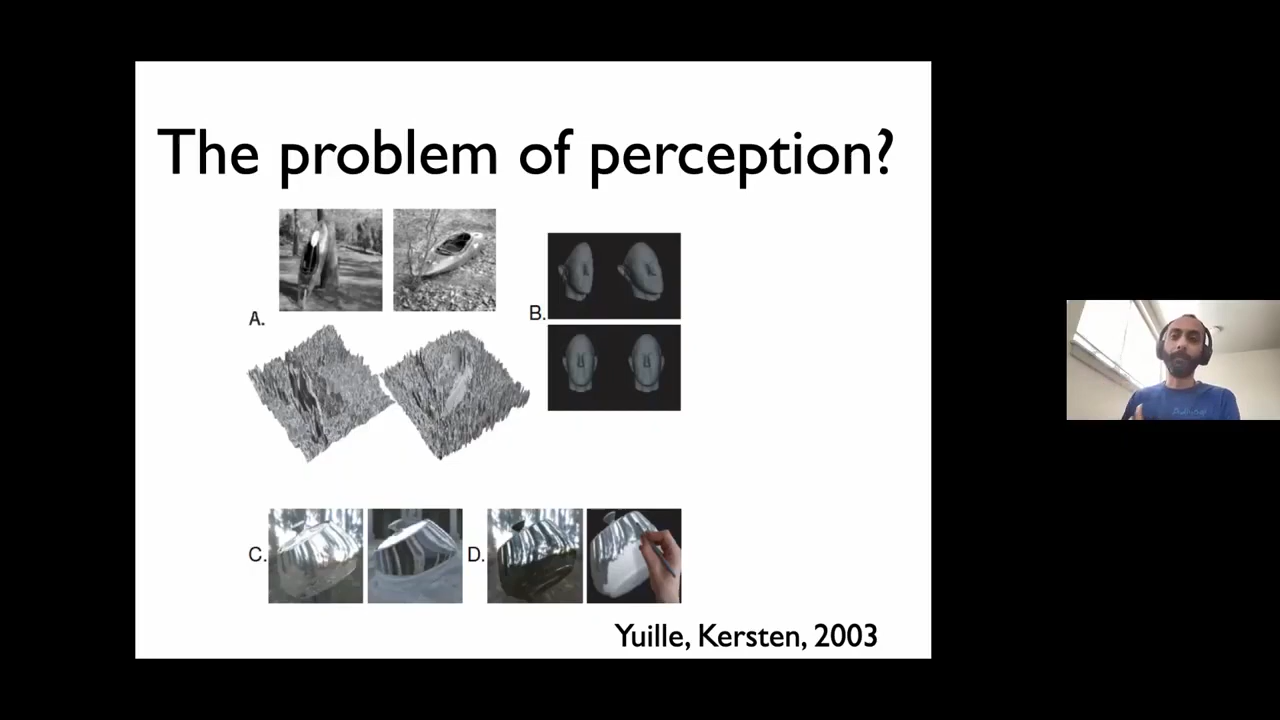 The problem of perception?
A.
B.
C.
D.
Yuille, Kersten, 2003